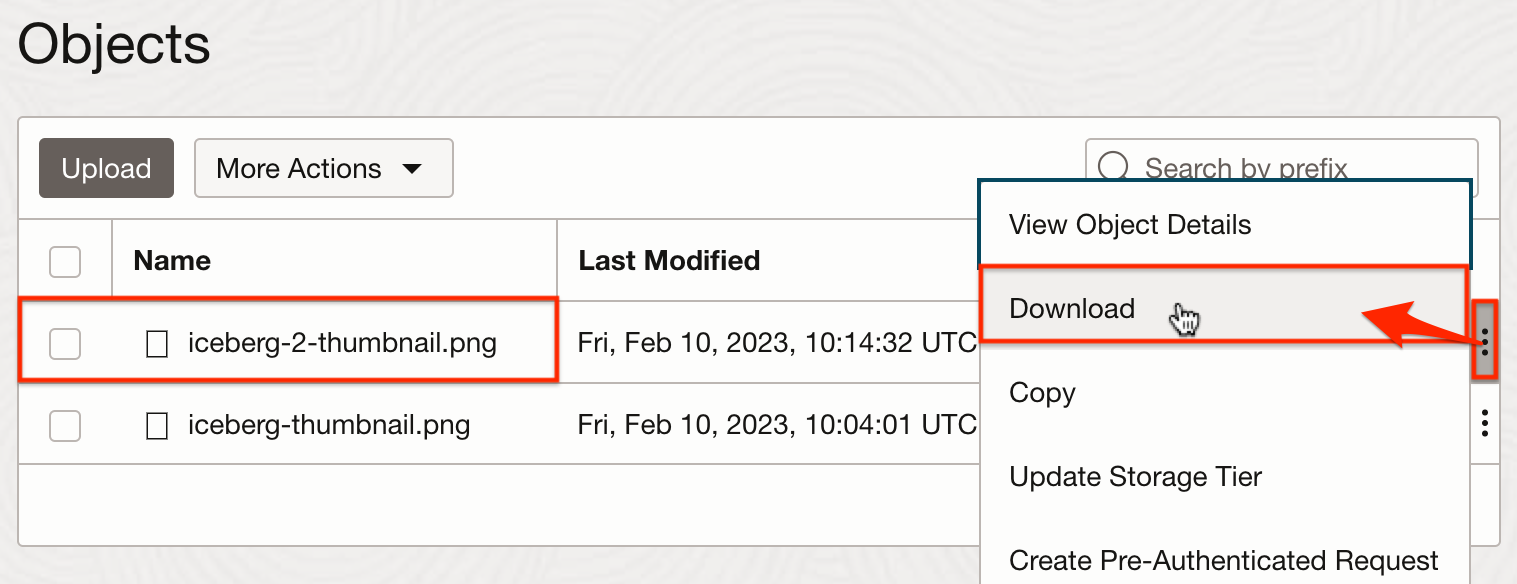 Objects
Upload
More Actions
Search by prefix
Name
Last Modified
iceberg-2-thumbnail.png
Fri, Feb 10, 2023, 10:14:32 UTC
iceberg-thumbnail.png
Fri, Feb 10, 2023, 10:04:01 UTC
View Object Details
Download
Copy
Update Storage Tier
Create Pre-Authenticated Request